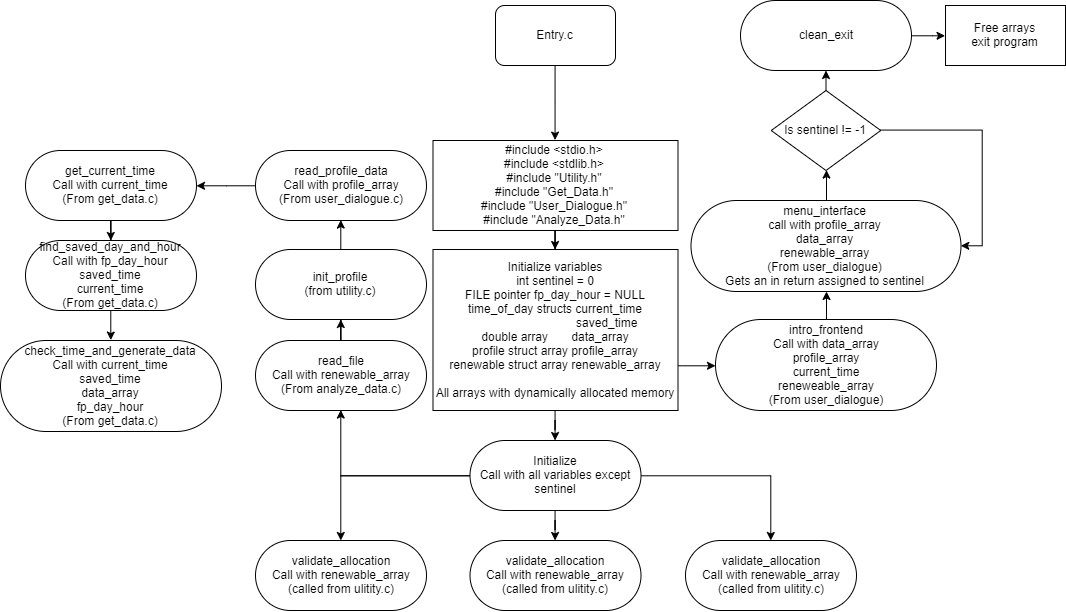 Entry.c
#include <stdio.h>
#include <stdlib.h>
#include "Utility.h"
#include "Get_Data.h"
#include "User_Dialogue.h"
#include "Analyze_Data.h"
Initialize variables
int sentinel = 0
FILE pointer fp_day_hour = NULL
time_of_day structs current_time
saved_time
double array data_array
profile struct array profile_array
renewable struct array renewable_array
All arrays with dynamically allocated memory
Initialize
Call with all variables except
sentinel
validate_allocation
Call with renewable_array
(called from ulitity.c)
validate_allocation
Call with renewable_array
(called from ulitity.c)
validate_allocation
Call with renewable_array
(called from ulitity.c)
read_file
Call with renewable_array
(From analyze_data.c)
init_profile
(from utility.c)
read_profile_data
Call with profile_array
(From user_dialogue.c)
get_current_time
Call with current_time
(From get_data.c)
find_saved_day_and_hour
Call with fp_day_hour
saved_time
current_time
(From get_data.c)
check_time_and_generate_data
Call with current_time
saved_time
data_array
fp_day_hour
(From get_data.c)
intro_frontend
Call with data_array
profile_array
current_time
reneweable_array
(From user_dialogue)
menu_interface
call with profile_array
data_array
renewable_array
(From user_dialogue)
Gets an in return assigned to sentinel
Is sentinel != -1
clean_exit
Free arrays
exit program